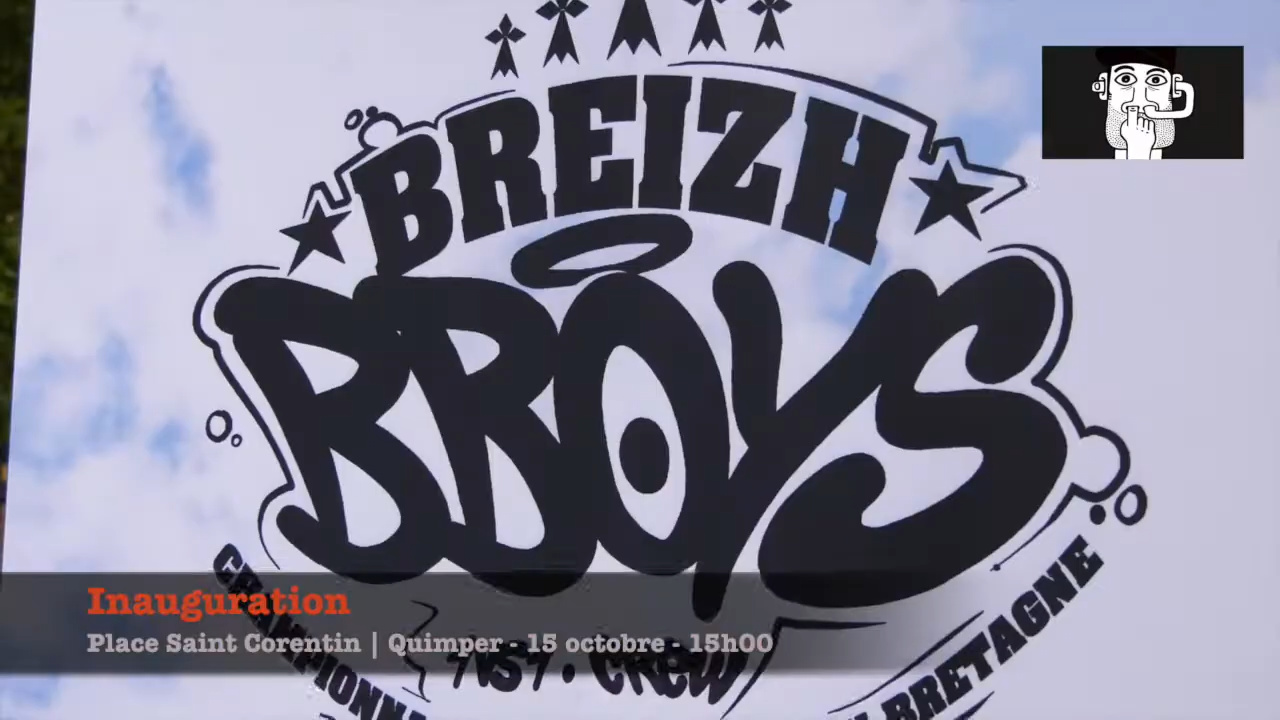 BREIZH
BBOYS
CREW
BRETAGNE
Inauguration
Place Saint Corentin | Quimper - 15 octobre - 15h00